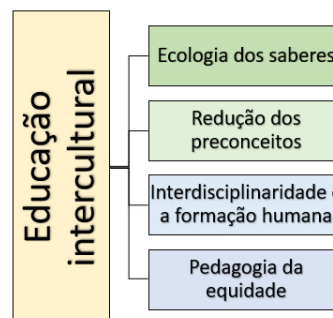 Educação
intercultural
Ecologia dos saberes
Redução dos
preconceitos
Interdisciplinaridade e
a formação humana
Pedagogia da
equidade